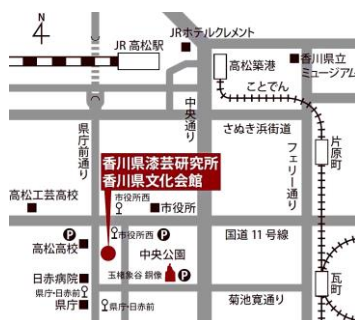 N
4
JR 高松駅
JRホテルクレメント
高松築港
香川県立
ミュージアム
ことでん
中央通り
さぬき浜街道
県庁前通り
フェリー通り
片原町
香川県漆芸研究所
香川県文化会館
高松工芸高校
市役所西
市役所
P
市役所西
P
国道 11 号線
高松高校
中央公園
日赤病院
玉楮象谷 銅像
P
瓦町
県庁・日赤前
県庁
県庁・日赤前
菊池寛通り